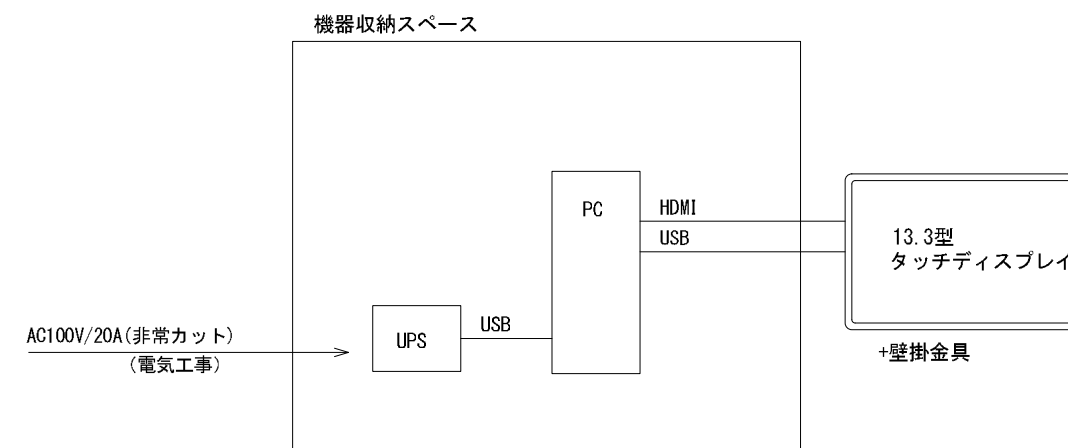 機器収納スペース
PC
HDMI
USB
13.3型
タッチディスプレイ
AC100V/20A(非常カット)
(電気工事)
UPS
USB
+壁掛金具